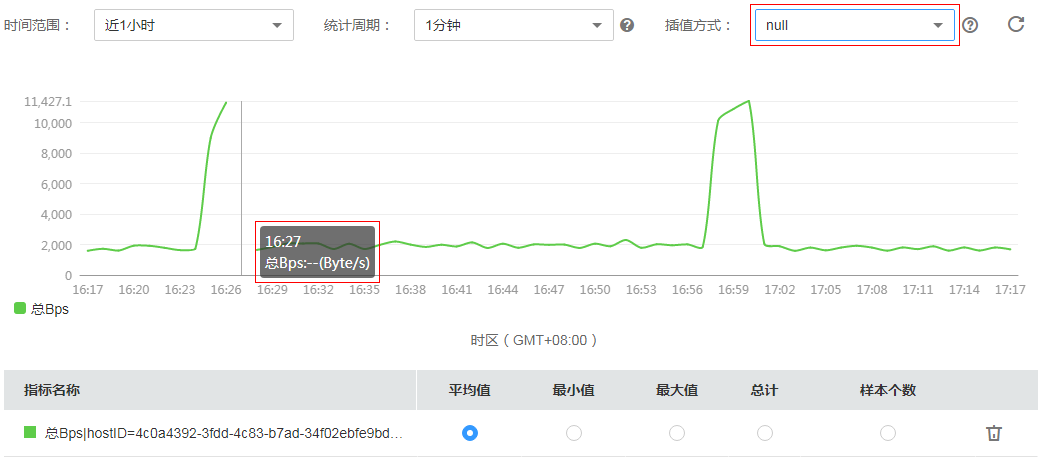 时间范围： 近1小时 统计周期： 1分钟 插值方式： null
11,427.1
10,000
8,000
6,000
4,000
2,000
0
16:27
总Bps:--(Byte/s)
16:17 16:20 16:23 16:26 16:29 16:32 16:35 16:38 16:41 16:44 16:47 16:50 16:53 16:56 16:59 17:02 17:05 17:08 17:11 17:14 17:17
总Bps
时区（GMT+08:00）
指标名称 平均值 最小值 最大值 总计 样本个数
总Bps|hostID=4c0a4392-3fdd-4c83-b7ad-34f02ebfe9bd…